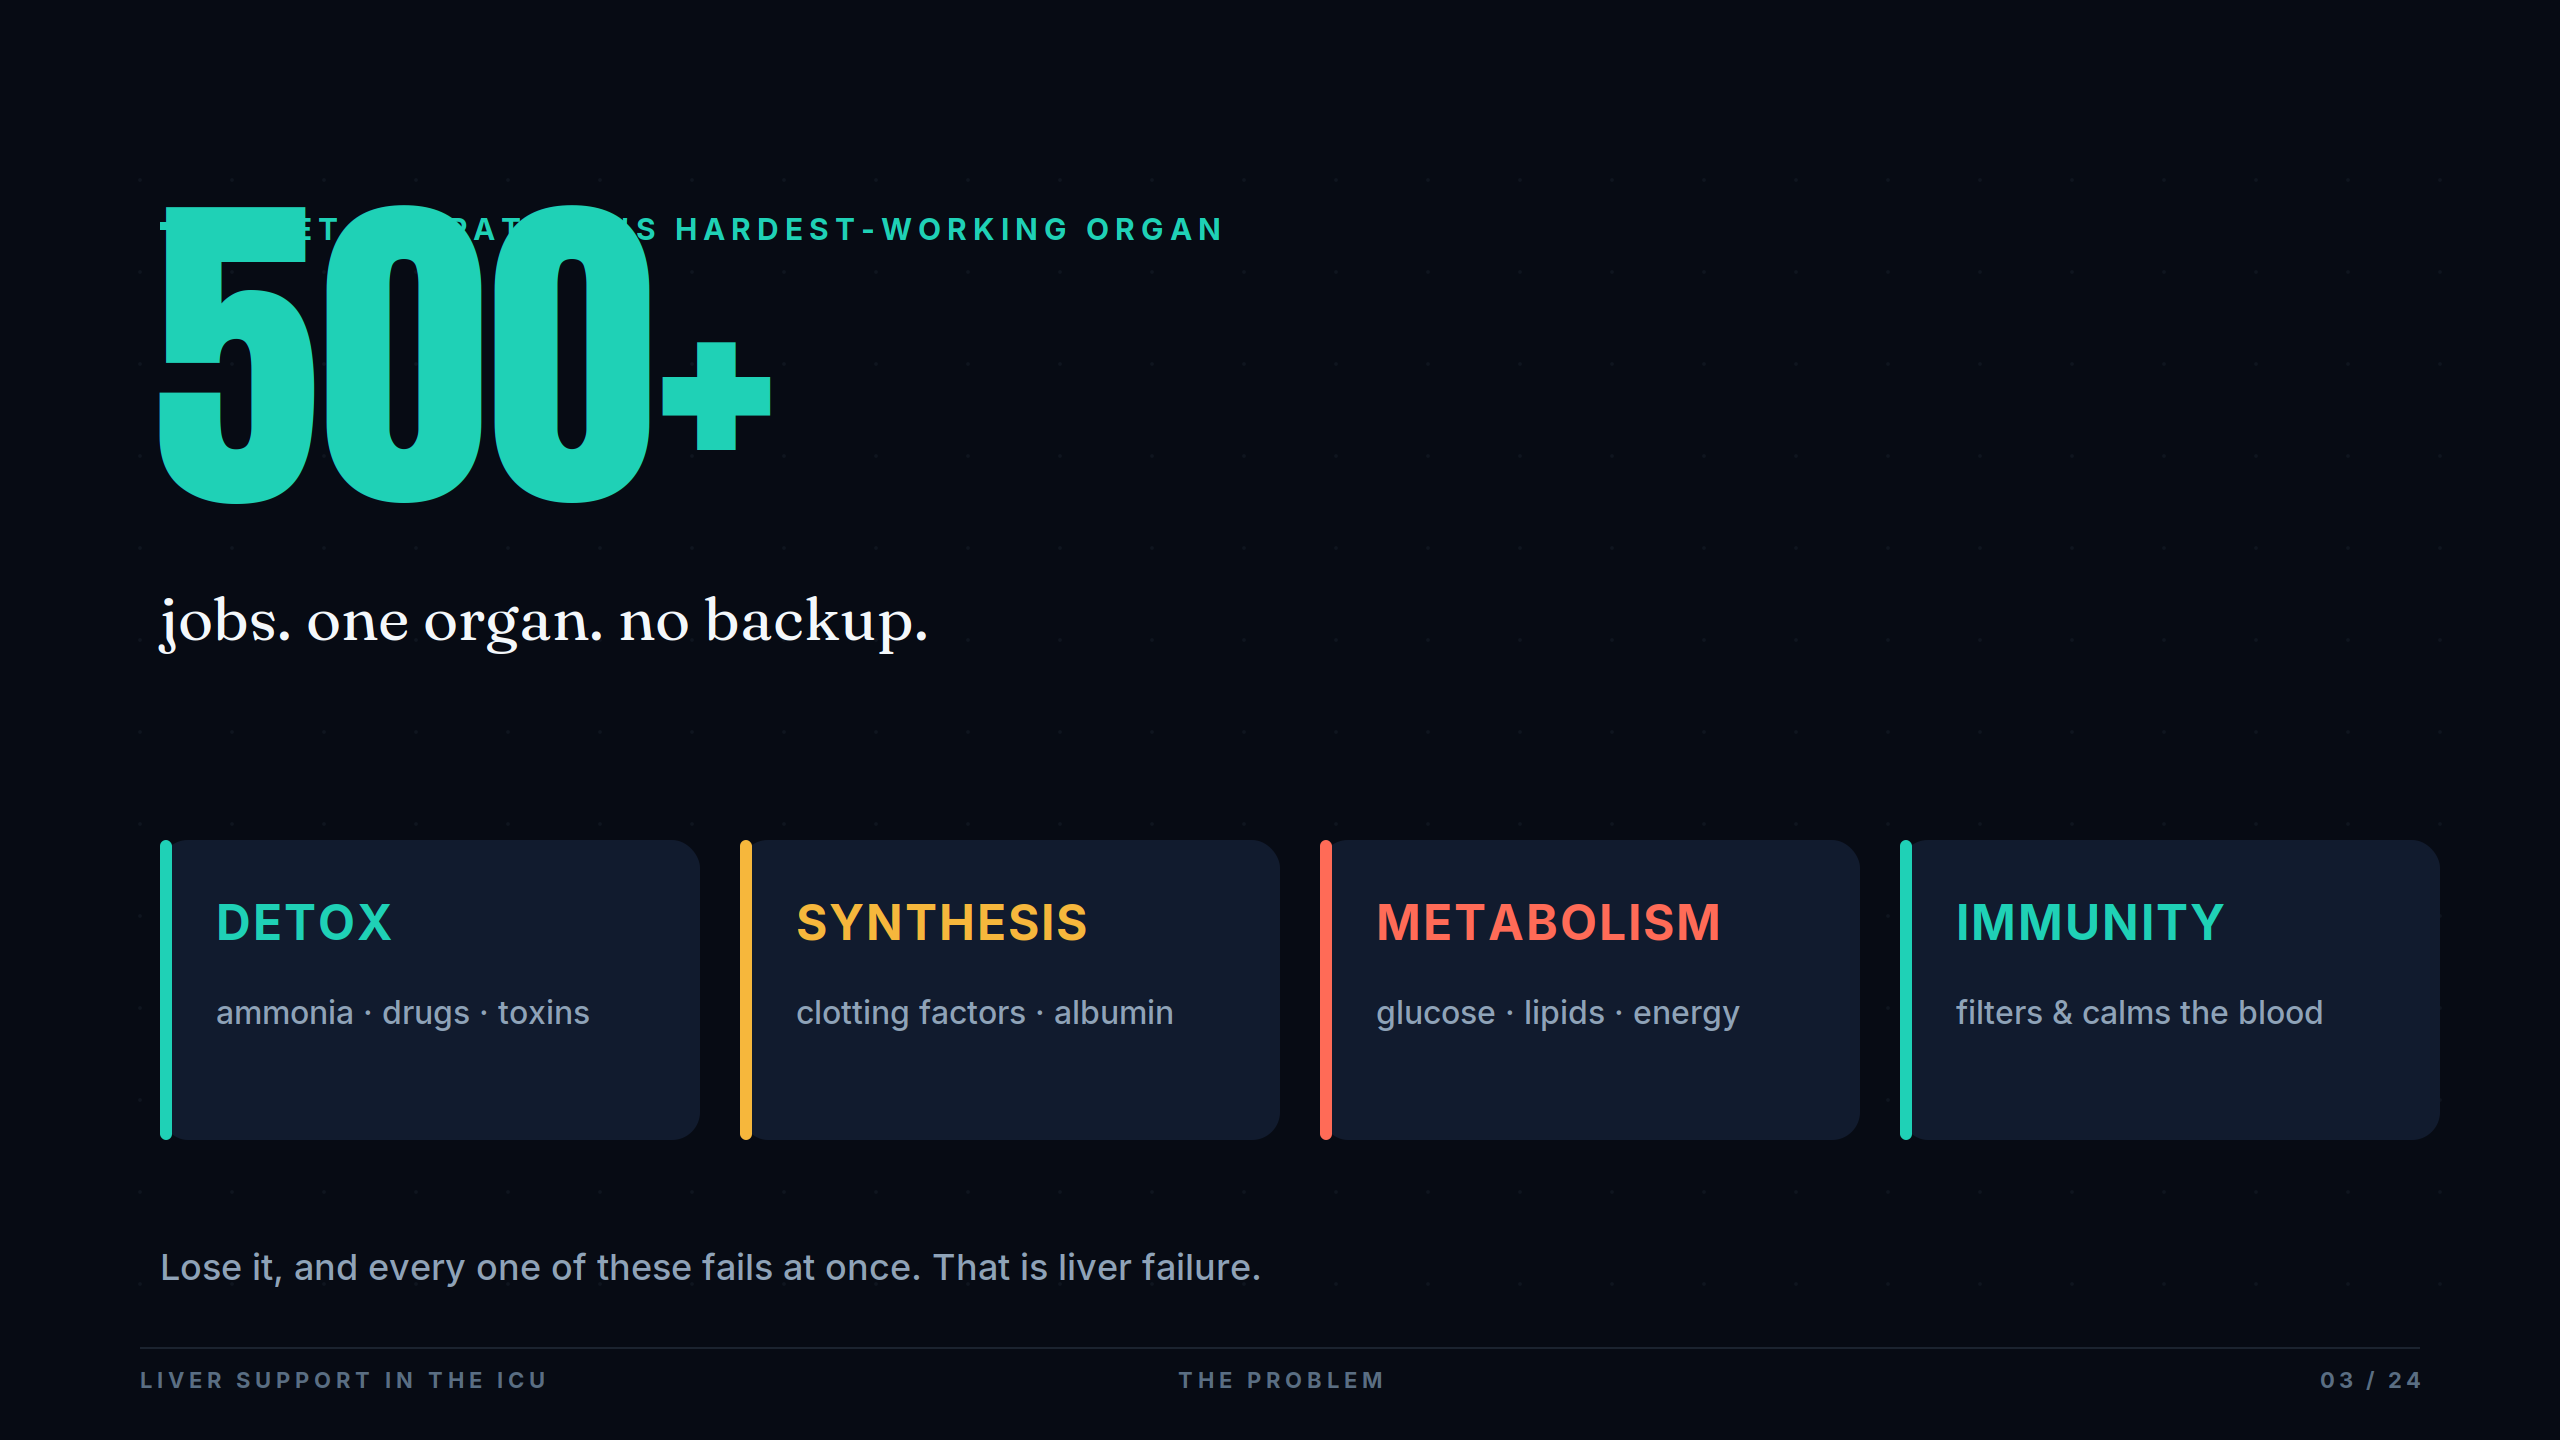 HARDEST-WORKING ORGAN
500+
jobs. one organ. no backup.
DETOX
ammonia · drugs · toxins
SYNTHESIS
clotting factors · albumin
METABOLISM
glucose · lipids · energy
IMMUNITY
filters & calms the blood
Lose it, and every one of these fails at once. That is liver failure.
LIVER SUPPORT IN THE ICU
THE PROBLEM
03 / 24